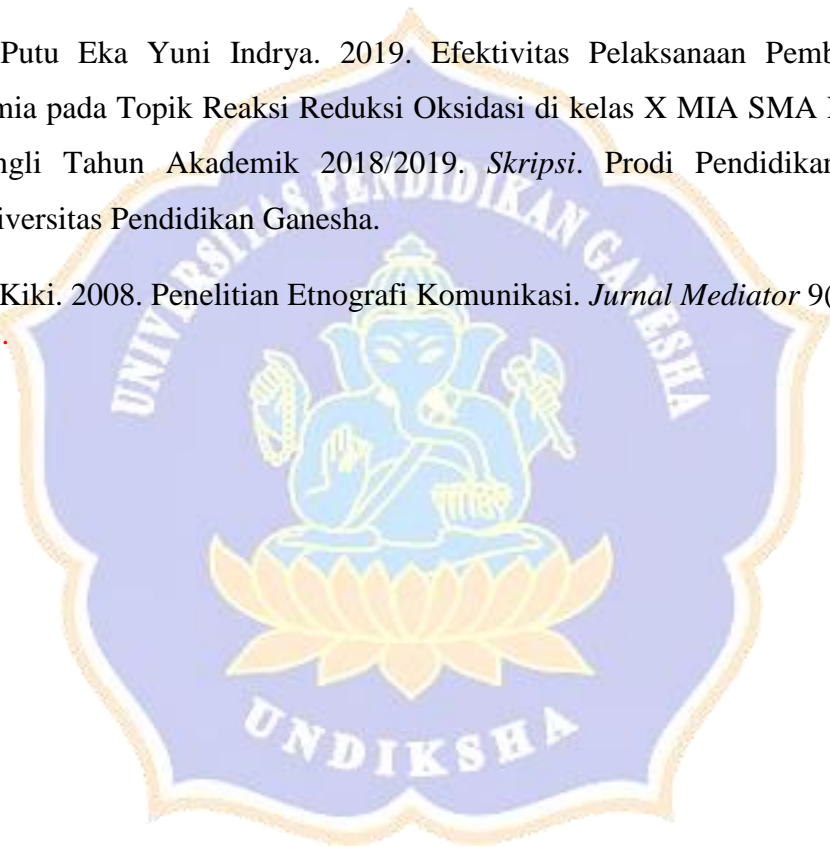 Putu Eka Yuni Indrya. 2019. Efektivitas Pelaksanaan Pemb
mia pada Topik Reaksi Reduksi Oksidasi di kelas X MIA SMA
ngli Tahun Akademik 2018/2019. Skripsi. Prodi Pendidikan
iversitas Pendidikan Ganesha.
Kiki. 2008. Penelitian Etnografi Komunikasi. Jurnal Mediator 9(
.
UNIVERSITAS PENDIDIKAN GANESHA
UNDIKSHA